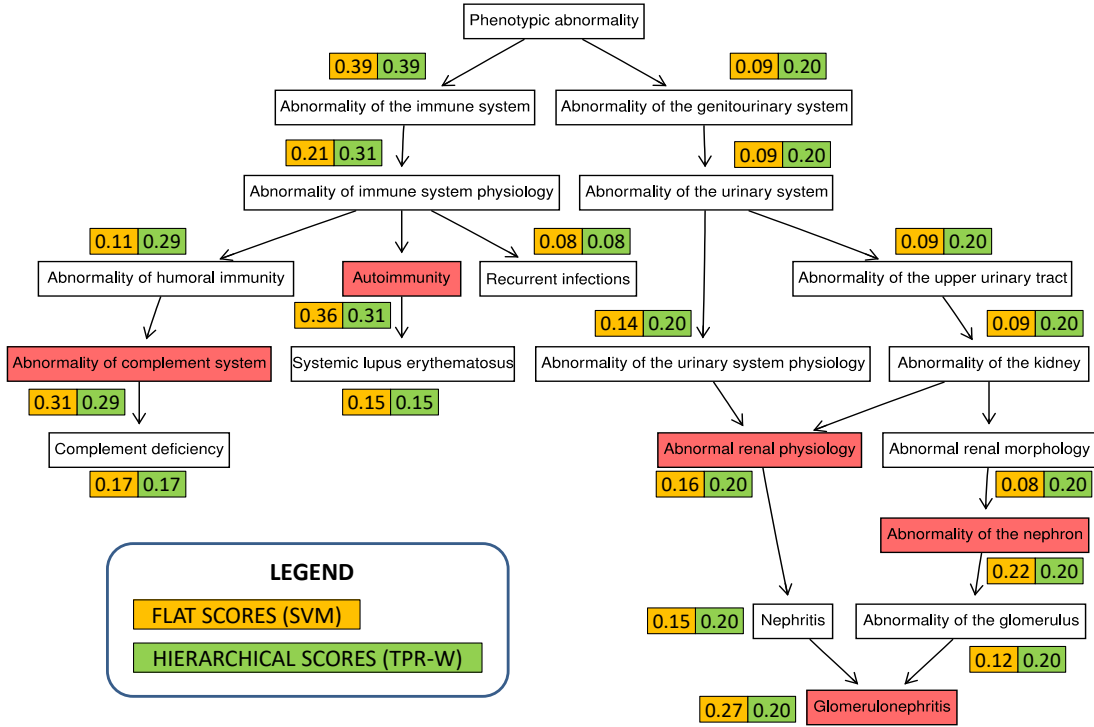 Phenotypic abnormality
0.39 0.39
0.09 0.20
Abnormality of the immune system
Abnormality of the genitourinary system
0.21 0.31
0.09 0.20
Abnormality of immune system physiology
Abnormality of the urinary system
0.11 0.29
0.08 0.08
0.09 0.20
Abnormality of humoral immunity
Autoimmunity
Recurrent infections
Abnormality of the upper urinary tract
0.36 0.31
0.14 0.20
0.09 0.20
Abnormality of complement system
Systemic lupus erythematosus
Abnormality of the urinary system physiology
Abnormality of the kidney
0.31 0.29
0.15 0.15
Complement deficiency
Abnormal renal physiology
Abnormal renal morphology
0.17 0.17
0.16 0.20
0.08 0.20
Abnormality of the nephron
0.22 0.20
LEGEND
FLAT SCORES (SVM)
HIERARCHICAL SCORES (TPR-W)
0.15 0.20
Nephritis
Abnormality of the glomerulus
0.12 0.20
0.27 0.20
Glomerulonephritis